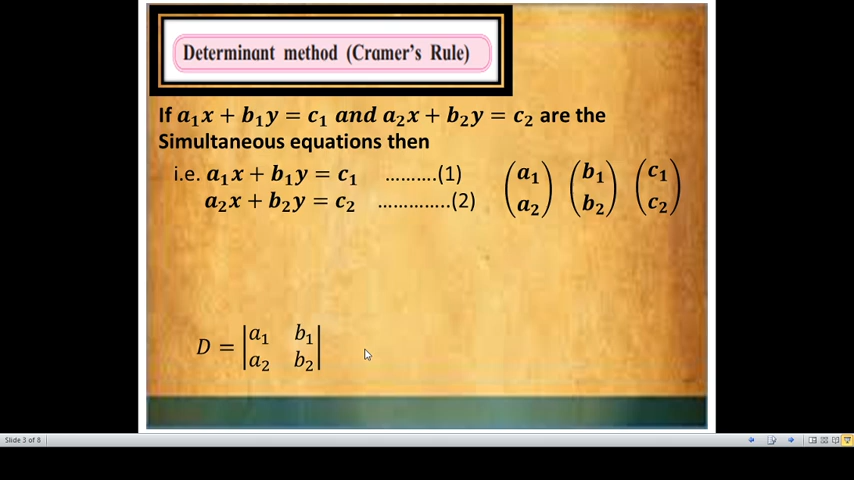 Determinant method (Cramer's Rule)
If a₁x + b₁y = c₁ and a₂x + b₂y = c₂ are the
Simultaneous equations then
i.e. a₁x + b₁y = c₁ ..........(1) (a₁ a₂) (b₁ b₂) (c₁ c₂)
a₂x + b₂y = c₂ ..............(2)
D = |a₁ b₁|
|a₂ b₂|
Slide 3 of 8